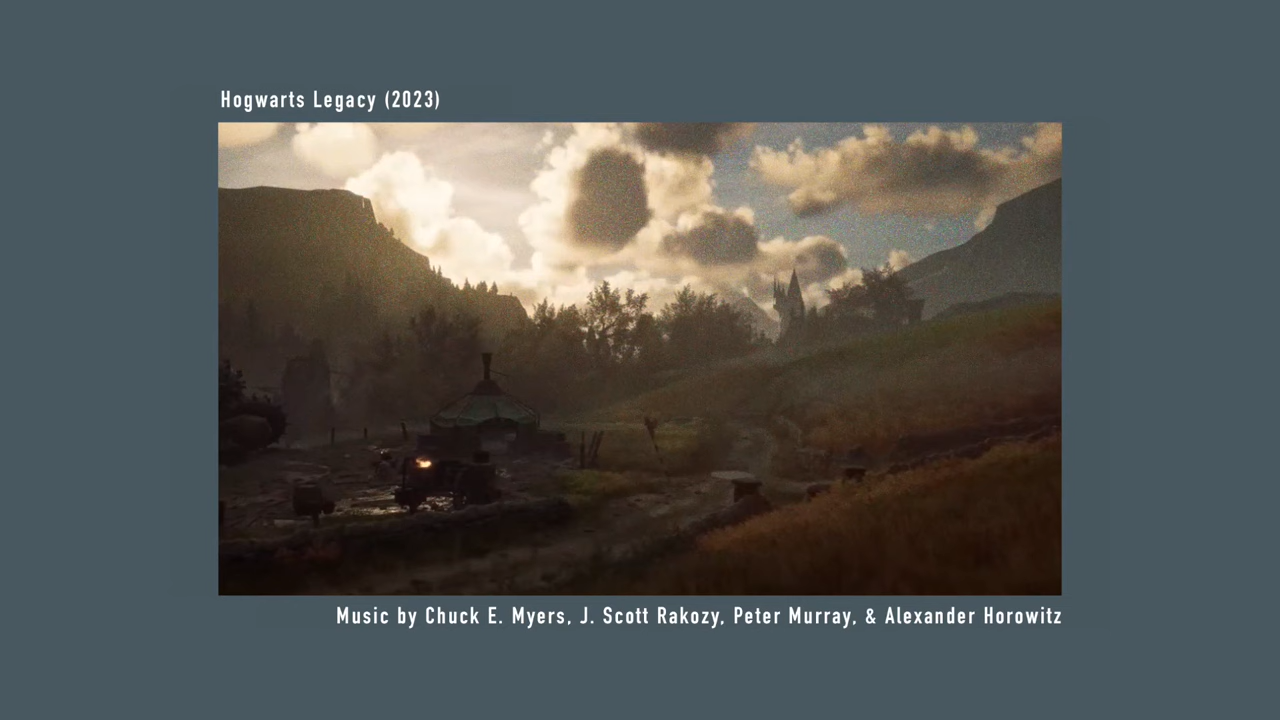 Hogwarts Legacy (2023)
Music by Chuck E. Myers, J. Scott Rakozy, Peter Murray, & Alexander Horowitz